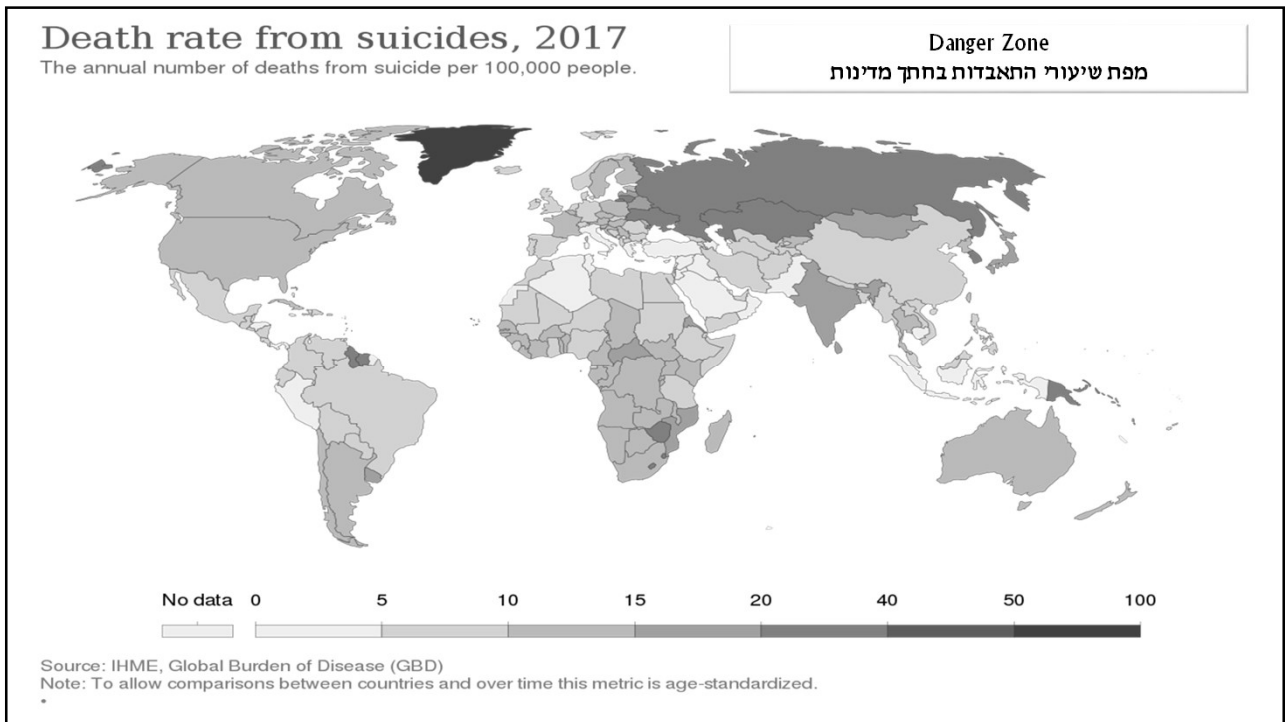 Death rate from suicides, 2017
The annual number of deaths from suicide per 100,000 people.
Danger Zone
מפת שיעורי התאבדות בחתך מדינות
No data 0 5 10 15 20 40 50 100
Source: IHME, Global Burden of Disease (GBD)
Note: To allow comparisons between countries and over time this metric is age-standardized.